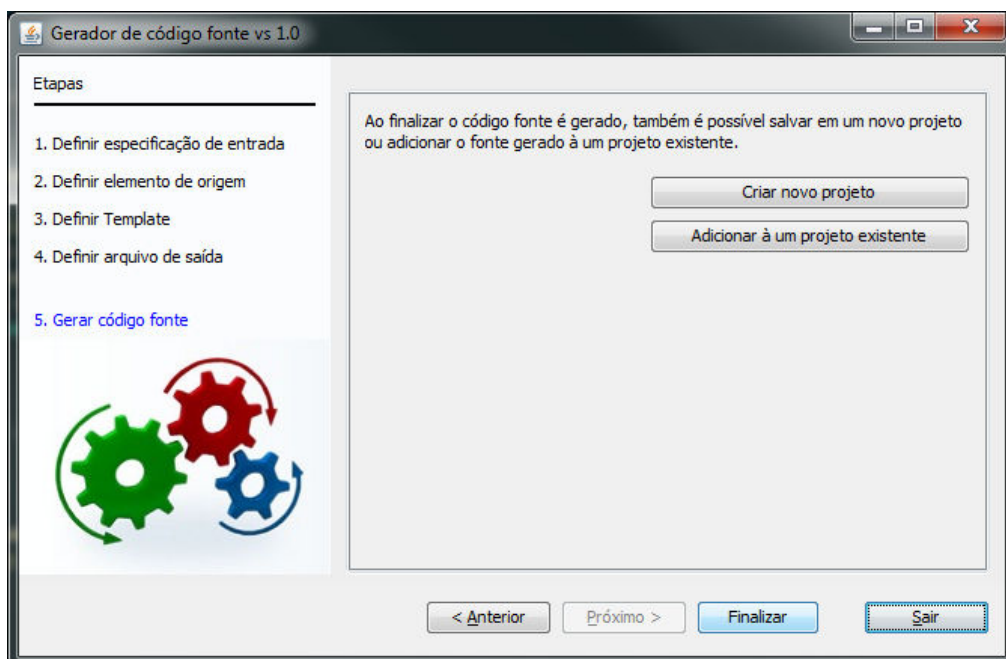 Gerador de código fonte vs 1.0
Etapas
1. Definir especificação de entrada
2. Definir elemento de origem
3. Definir Template
4. Definir arquivo de saída
5. Gerar código fonte
Ao finalizar o código fonte é gerado, também é possível salvar em um novo projeto
ou adicionar o fonte gerado à um projeto existente.
Criar novo projeto
Adicionar à um projeto existente
< Anterior
Próximo >
Finalizar
Sair